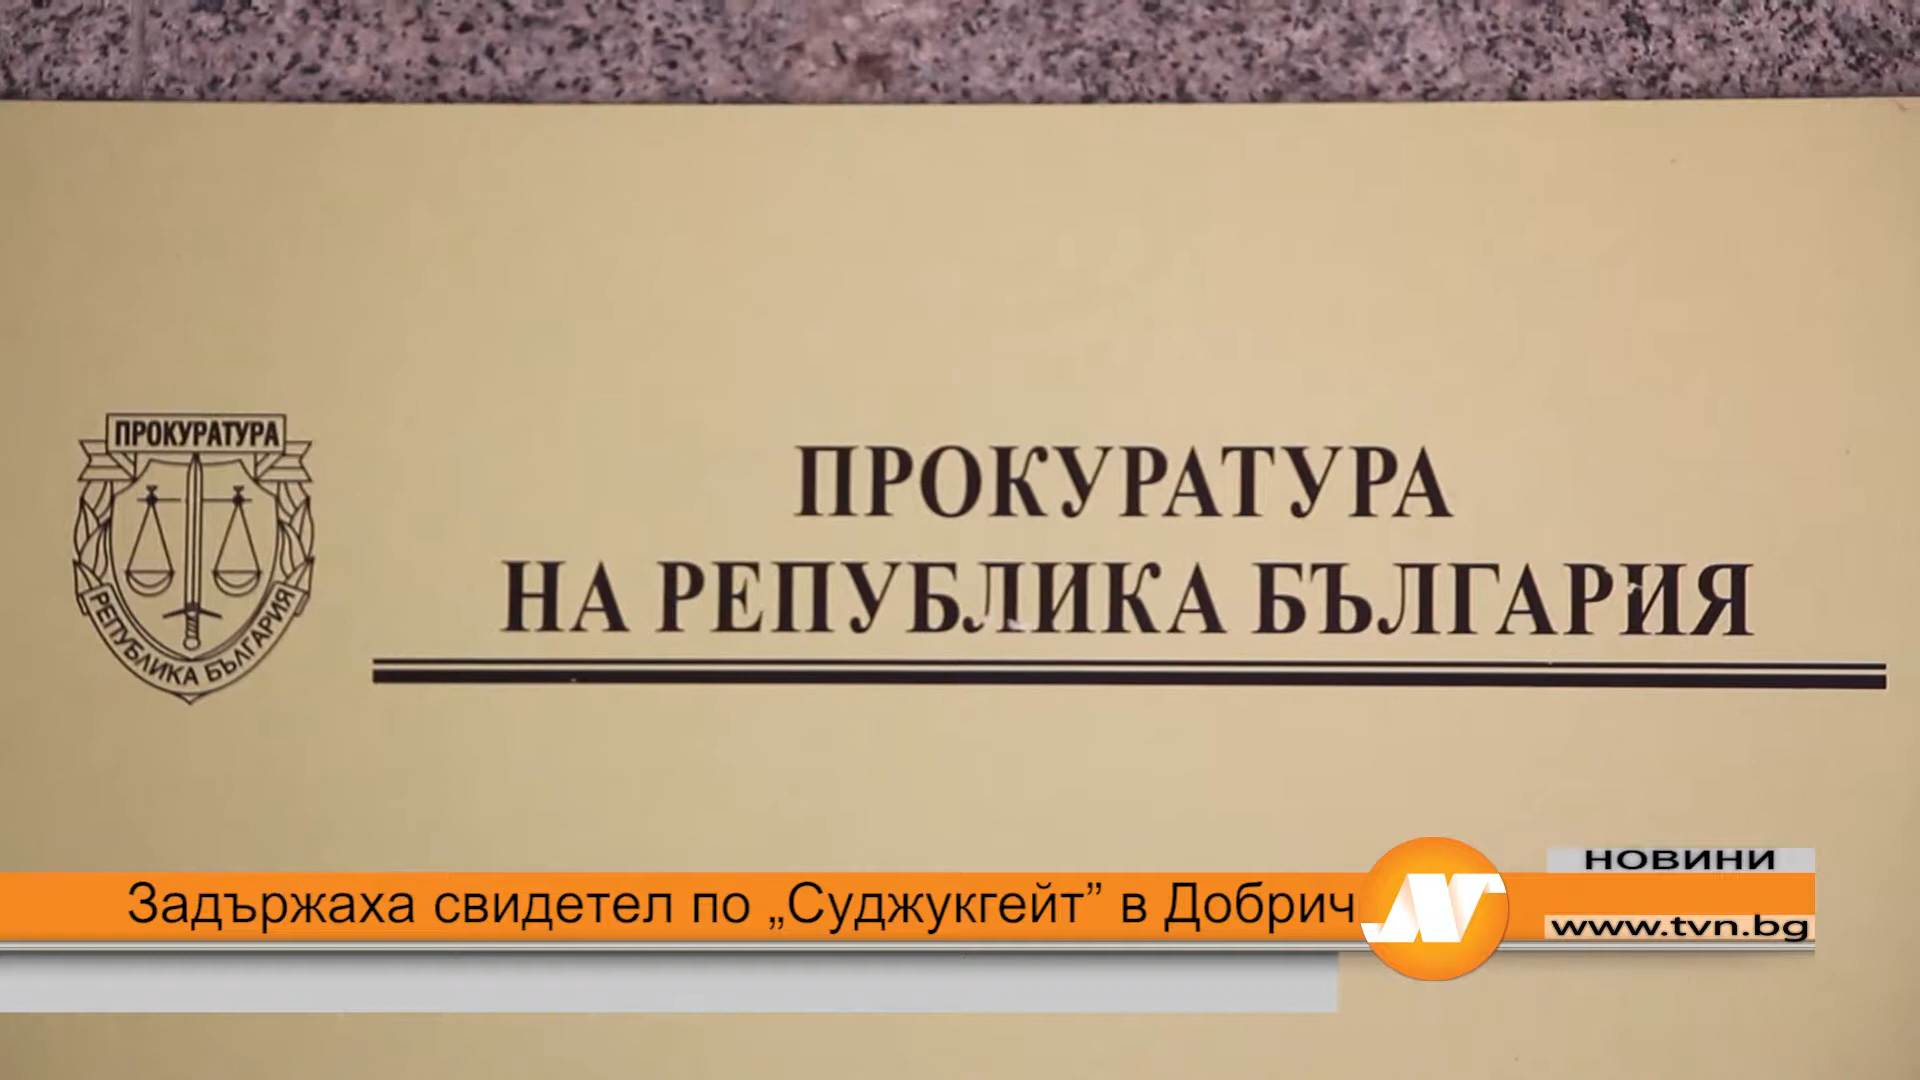 ПРОКУРАТУРА
РЕПУБЛИКА БЪЛГАРИЯ
ПРОКУРАТУРА
НА РЕПУБЛИКА БЪЛГАРИЯ
Задържаха свидетел по „Суджукгейт” в Добрич
НОВИНИ
www.tvn.bg